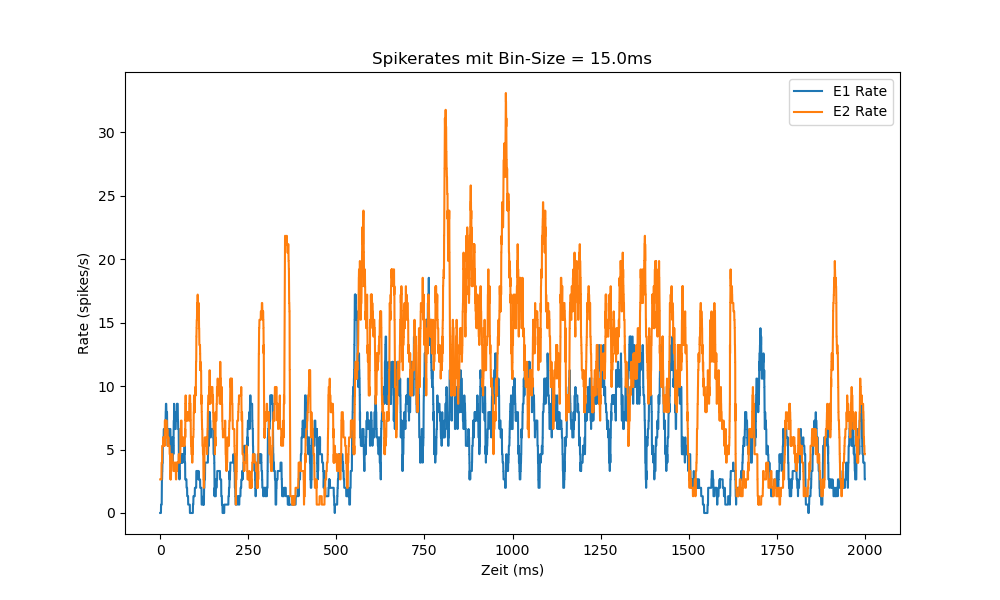 Spikerates mit Bin-Size = 15.0ms
E1 Rate
E2 Rate
Rate (spikes/s)
30
25
20
15
10
5
0
0 250 500 750 1000 1250 1500 1750 2000
Zeit (ms)